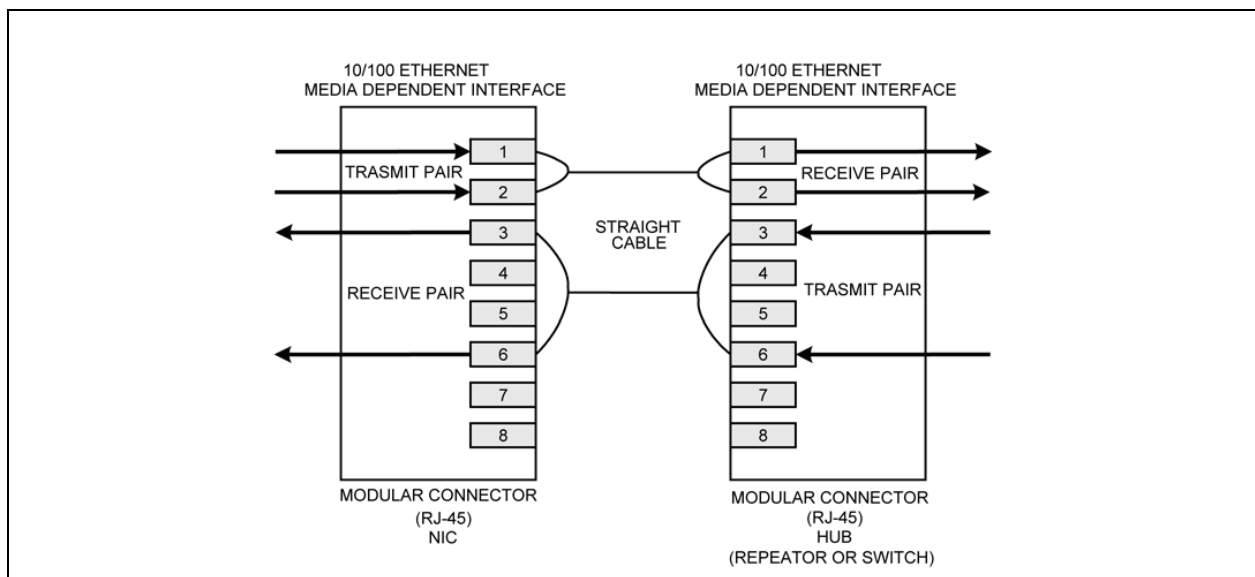 10/100 ETHERNET
MEDIA DEPENDENT INTERFACE
1
TRASMIT PAIR
2
3
4
RECEIVE PAIR
5
6
7
8
MODULAR CONNECTOR
(RJ-45)
NIC
STRAIGHT
CABLE
10/100 ETHERNET
MEDIA DEPENDENT INTERFACE
1
RECEIVE PAIR
2
3
4
TRASMIT PAIR
5
6
7
8
MODULAR CONNECTOR
(RJ-45)
HUB
(REPEATOR OR SWITCH)